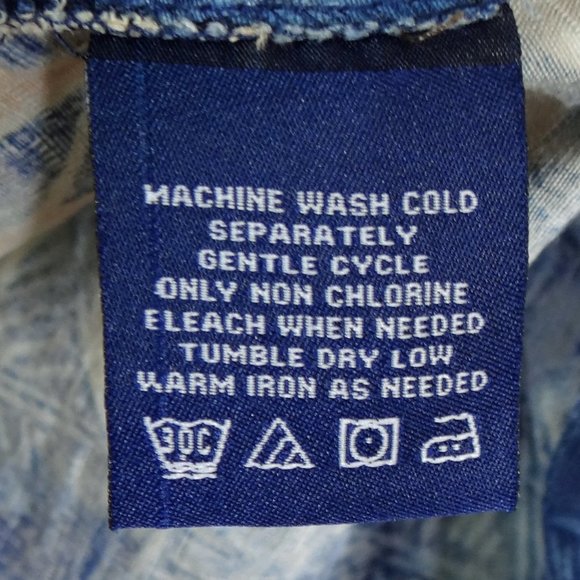 MACHINE WASH COLD
SEPARATELY
GENTLE CYCLE
ONLY NON CHLORINE
BLEACH WHEN NEEDED
TUMBLE DRY LOW
WARM IRON AS NEEDED
30C